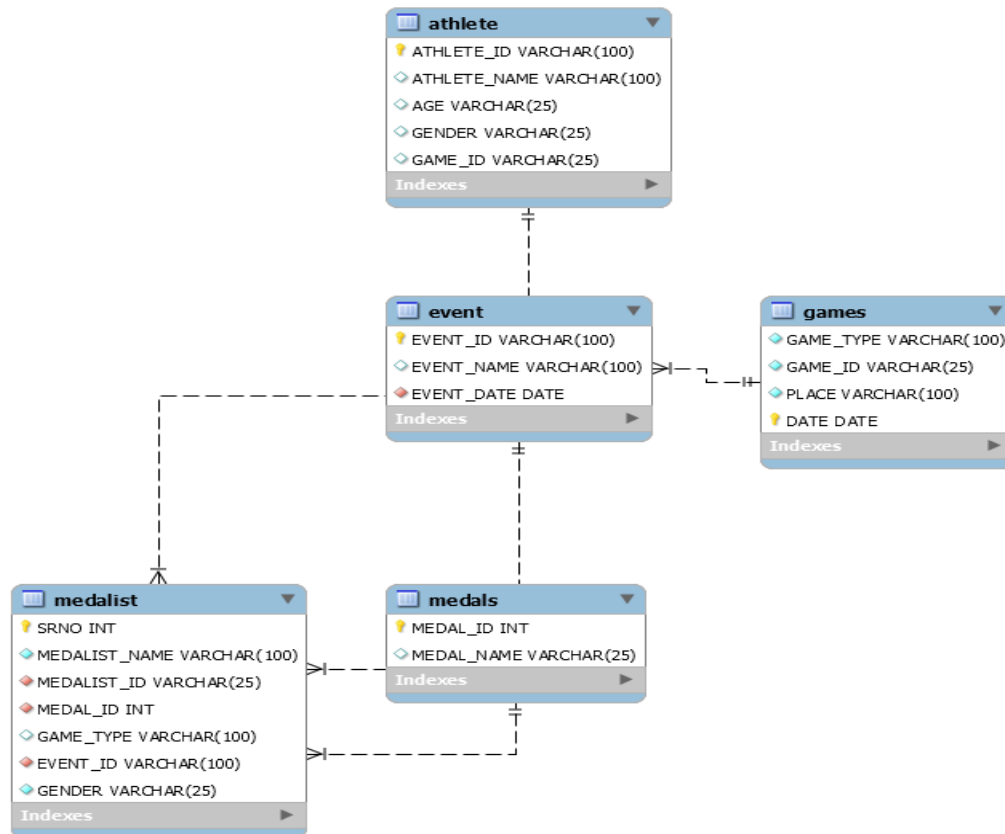 athlete
ATHLETE_ID VARCHAR(100)
ATHLETE_NAME VARCHAR(100)
AGE VARCHAR(25)
GENDER VARCHAR(25)
GAME_ID VARCHAR(25)
Indexes
event
EVENT_ID VARCHAR(100)
EVENT_NAME VARCHAR(100)
EVENT_DATE DATE
Indexes
games
GAME_TYPE VARCHAR(100)
GAME_ID VARCHAR(25)
PLACE VARCHAR(100)
DATE DATE
Indexes
medalist
SRNO INT
MEDALIST_NAME VARCHAR(100)
MEDALIST_ID VARCHAR(25)
MEDAL_ID INT
GAME_TYPE VARCHAR(100)
EVENT_ID VARCHAR(100)
GENDER VARCHAR(25)
Indexes
medals
MEDAL_ID INT
MEDAL_NAME VARCHAR(25)
Indexes